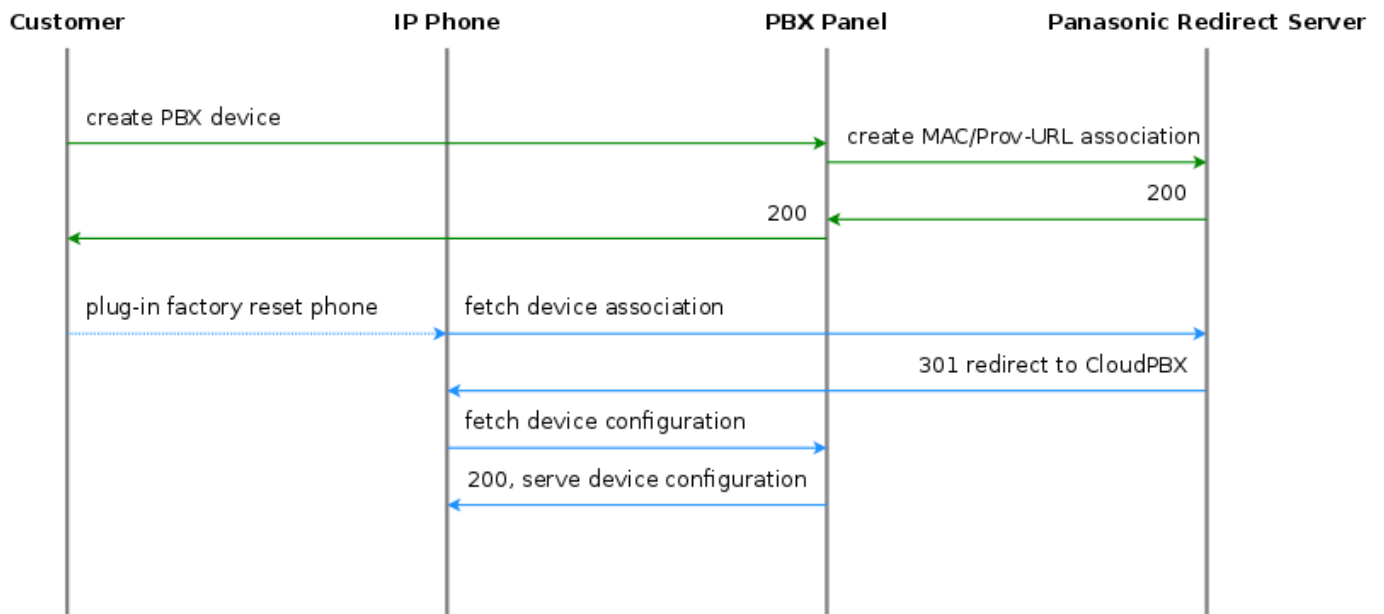 Customer
IP Phone
PBX Panel
Panasonic Redirect Server
create PBX device
create MAC/Prov-URL association
200
200
plug-in factory reset phone
fetch device association
301 redirect to CloudPBX
fetch device configuration
200, serve device configuration